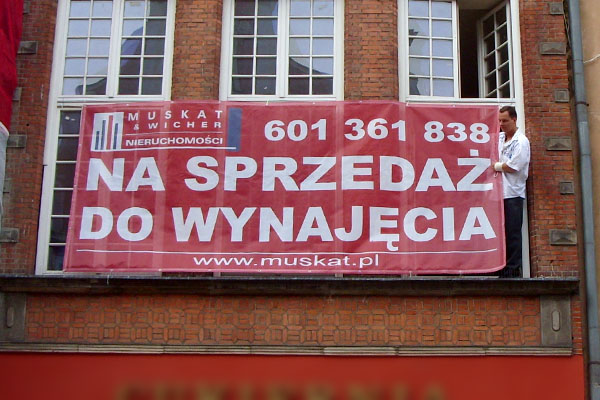 MUSKAT
& WICHER
NIERUCHOMOŚCI
601 361 838
NA SPRZEDAŻ
DO WYNAJĘCIA
www.muskat.pl